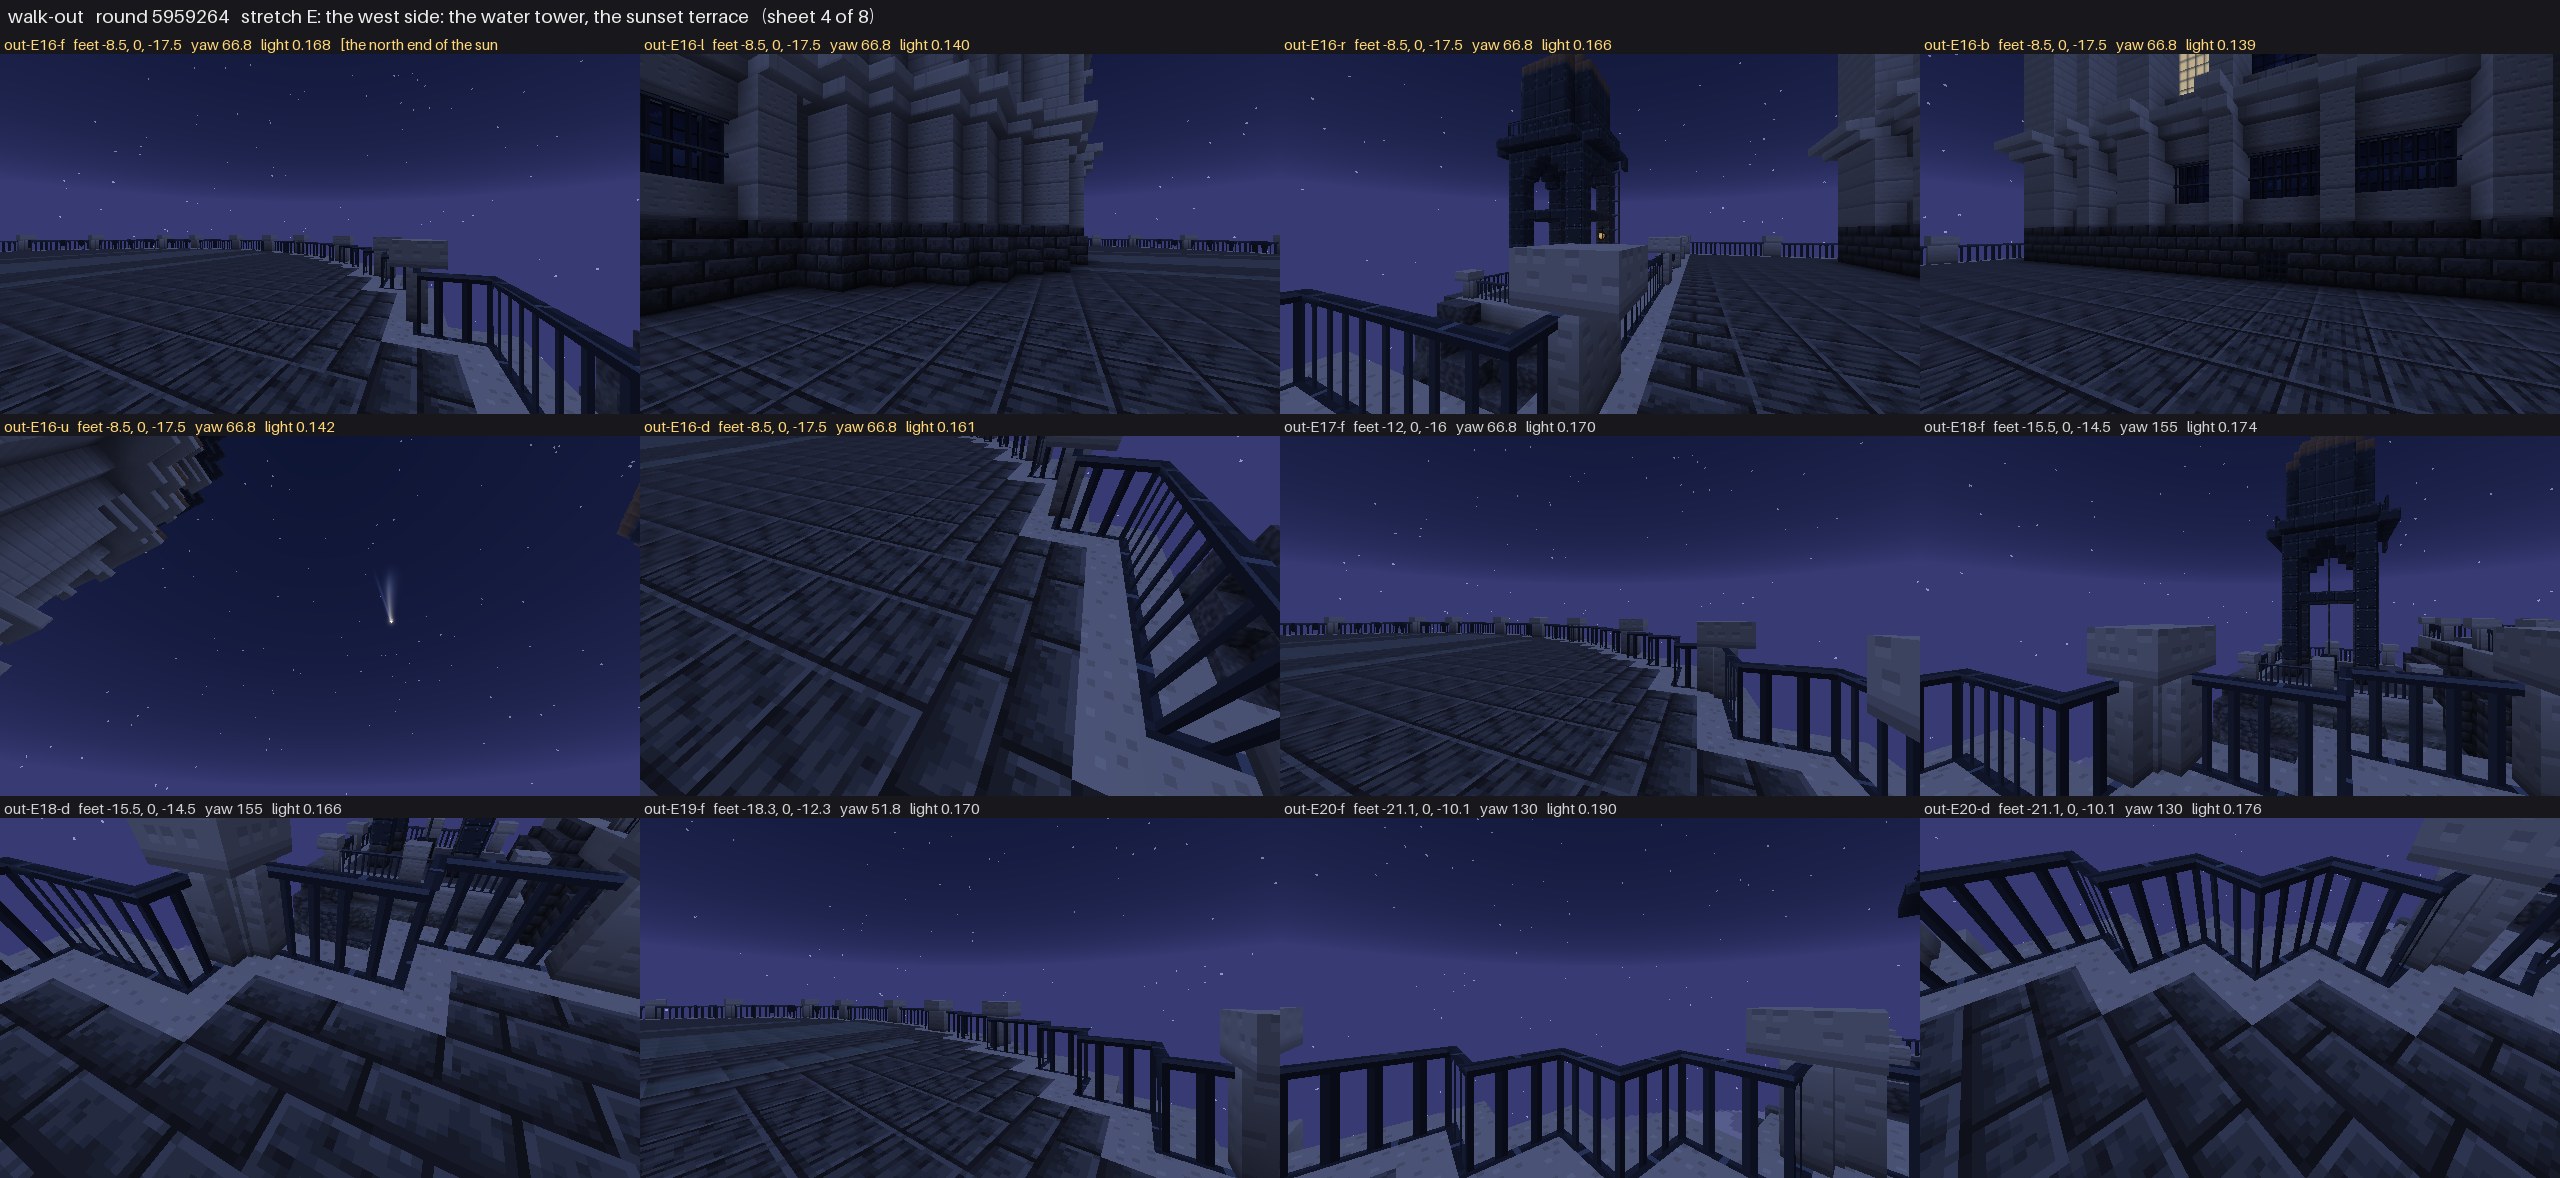 walk-out   round 5959264   stretch E: the west side: the water tower, the sunset terrace   (sheet 4 of 8)
out-E16-f  feet -8.5, 0, -17.5   yaw 66.8   light 0.168   [the north end of the sun
out-E16-l  feet -8.5, 0, -17.5   yaw 66.8   light 0.140
out-E16-r  feet -8.5, 0, -17.5   yaw 66.8   light 0.166
out-E16-b  feet -8.5, 0, -17.5   yaw 66.8   light 0.139
out-E16-u  feet -8.5, 0, -17.5   yaw 66.8   light 0.142
out-E16-d  feet -8.5, 0, -17.5   yaw 66.8   light 0.161
out-E17-f  feet -12, 0, -16   yaw 66.8   light 0.170
out-E18-f  feet -15.5, 0, -14.5   yaw 155   light 0.174
out-E18-d  feet -15.5, 0, -14.5   yaw 155   light 0.166
out-E19-f  feet -18.3, 0, -12.3   yaw 51.8   light 0.170
out-E20-f  feet -21.1, 0, -10.1   yaw 130   light 0.190
out-E20-d  feet -21.1, 0, -10.1   yaw 130   light 0.176